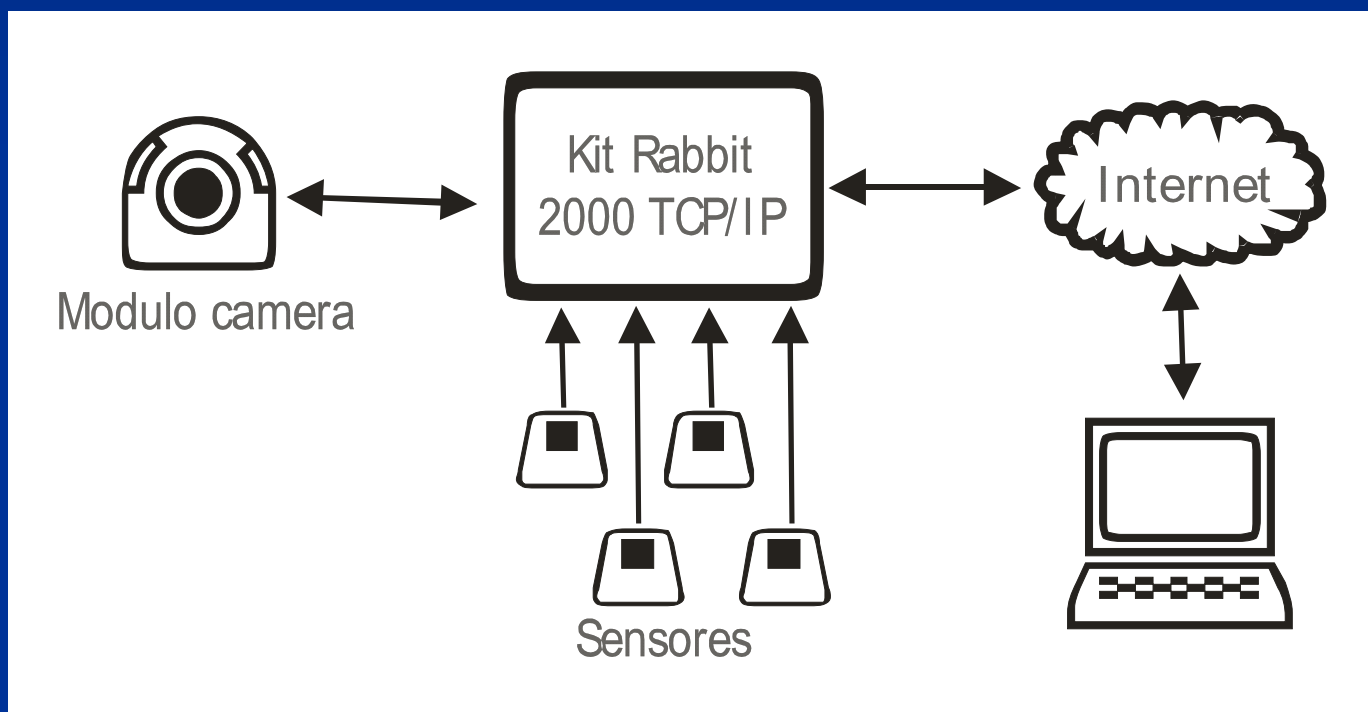 Kit Rabbit
2000 TCP/IP
Internet
Modulo camera
Sensores